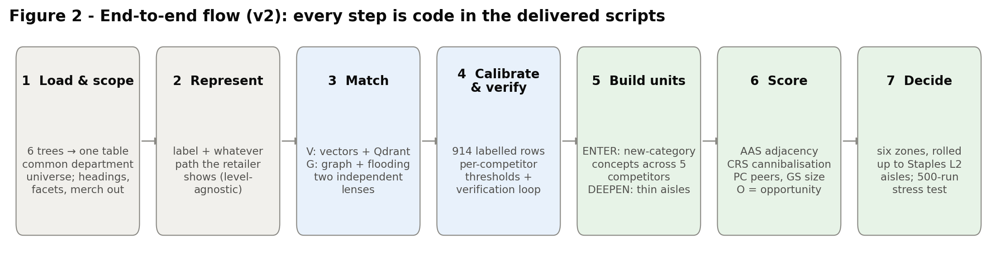 Figure 2 - End-to-end flow (v2): every step is code in the delivered scripts
1 Load & scope
6 trees → one table
common department
universe; headings,
facets, merch out
2 Represent
label + whatever
path the retailer
shows (level-
agnostic)
3 Match
V: vectors + Qdrant
G: graph + flooding
two independent
lenses
4 Calibrate
& verify
914 labelled rows
per-competitor
thresholds +
verification loop
5 Build units
ENTER: new-category
concepts across 5
competitors
DEEPEN: thin aisles
6 Score
AAS adjacency
CRS cannibalisation
PC peers, GS size
O = opportunity
7 Decide
six zones, rolled
up to Staples L2
aisles; 500-run
stress test